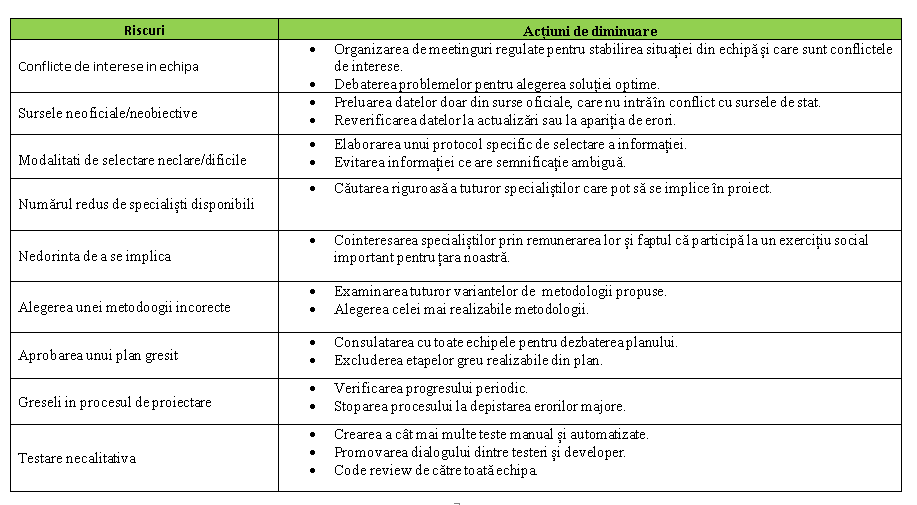 Riscuri
Acțiuni de diminuare
Conflicte de interese in echipa
• Organizarea de meetinguri regulate pentru stabilirea situației din echipă și care sunt conflictele
de interese.
• Debaterea problemelor pentru alegerea soluției optime.
Sursele neoficiale/neobiective
• Preluarea datelor doar din surse oficiale, care nu intră în conflict cu sursele de stat.
• Reverificarea datelor la actualizări sau la apariția de erori.
Modalitati de selectare neclare/dificile
• Elaborarea unui protocol specific de selectare a informației.
• Evitarea informației ce are semnificație ambiguă.
Numărul redus de specialiști disponibili
• Căutarea riguroasă a tuturor specialiștilor care pot să se implice în proiect.
Nedorinta de a se implica
• Cointeresarea specialiștilor prin remunerarea lor și faptul că participă la un exercițiu social
important pentru țara noastră.
Alegerea unei metodoogii incorecte
• Examinarea tuturor variantelor de metodologii propuse.
• Alegerea celei mai realizabile metodologii.
Aprobarea unui plan gresit
• Consulatarea cu toate echipele pentru dezbaterea planului.
• Excluderea etapelor greu realizabile din plan.
Greseli in procesul de proiectare
• Verificarea progresului periodic.
• Stoparea procesului la depistarea erorilor majore.
Testare necalitativa
• Crearea a cât mai multe teste manual și automatizate.
• Promovarea dialogului dintre testeri și developer.
• Code review de către toată echipa.